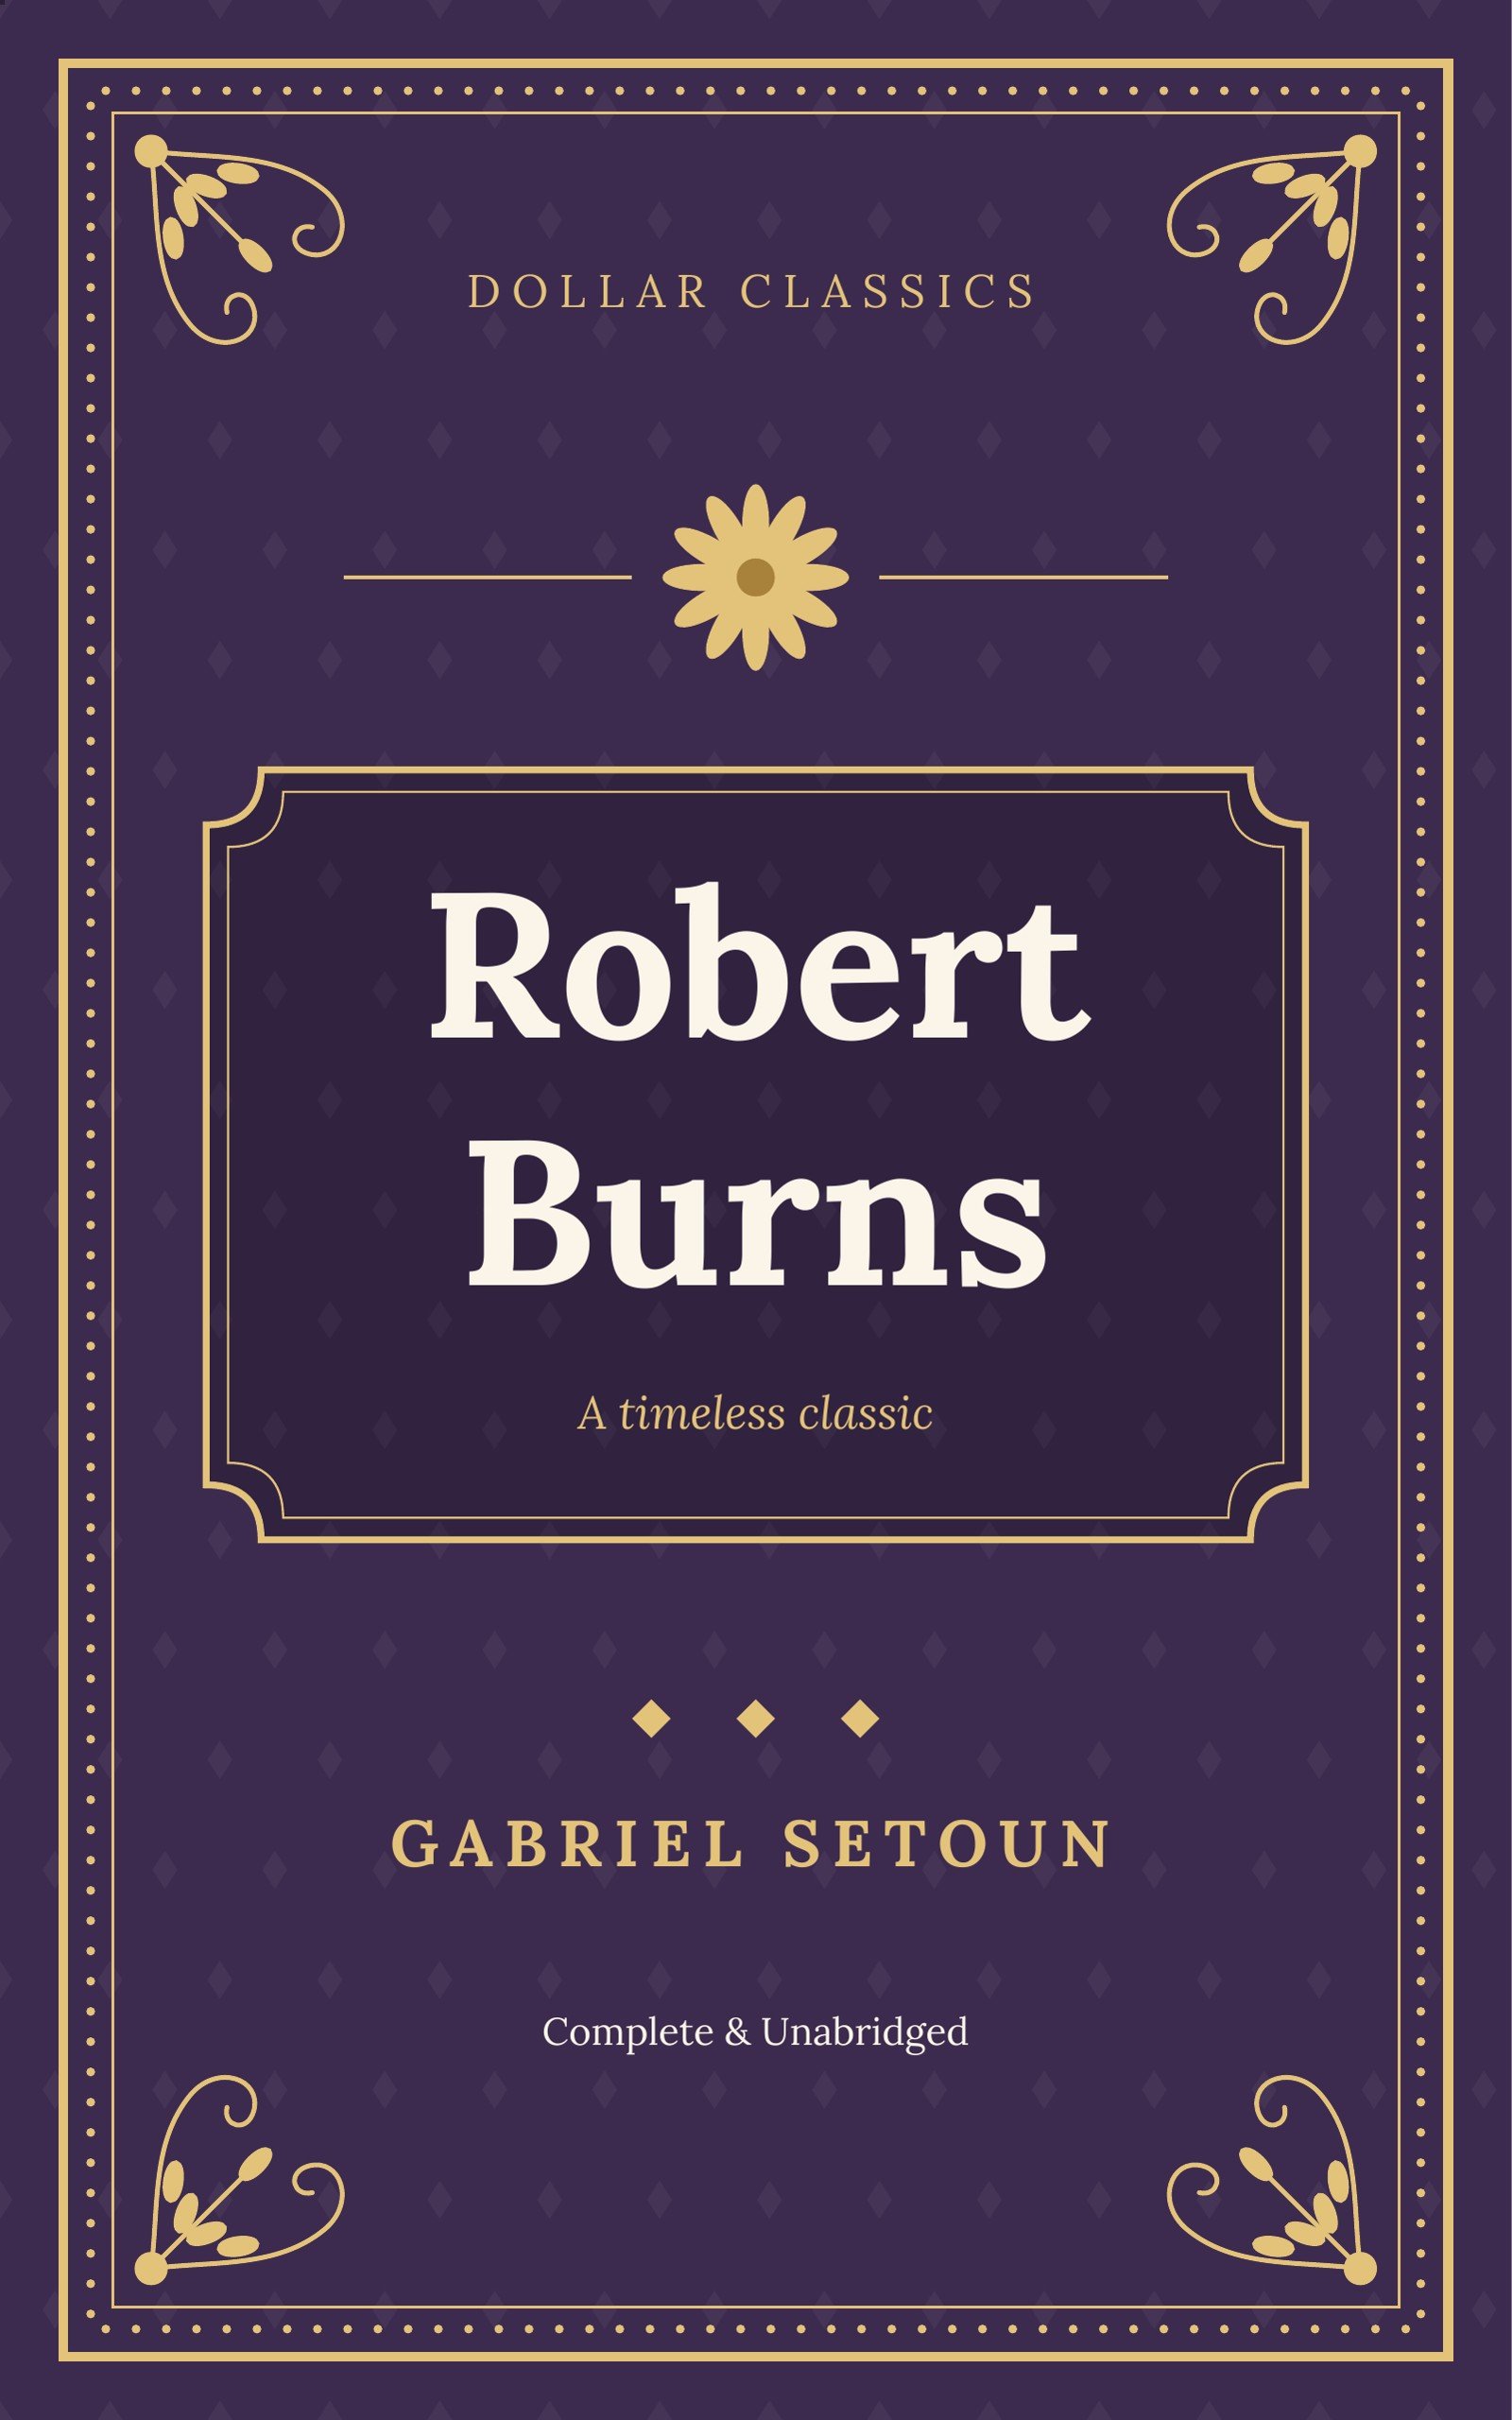 DOLLAR CLASSICS
Robert
Burns
A timeless classic
GABRIEL SETOUN
Complete & Unabridged